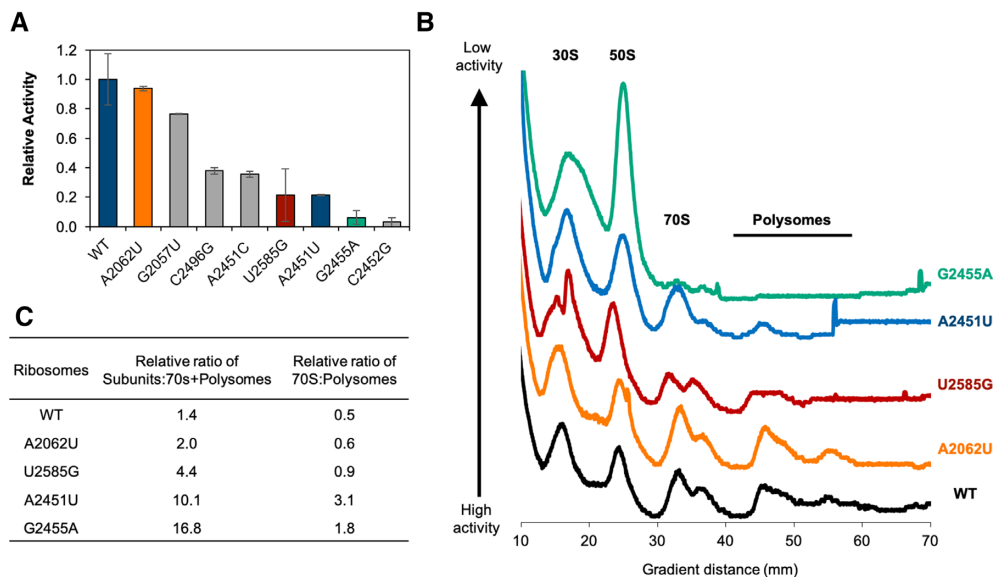 A
Relative Activity
1.2
1.0
0.8
0.6
0.4
0.2
0.0
WT
A2062U
G2057U
C2496G
A2451C
U2585G
A2451U
G2455A
C2452G
B
Low
activity
High
activity
30S
50S
70S
Polysomes
G2455A
A2451U
U2585G
A2062U
WT
10
20
30
40
50
60
70
Gradient distance (mm)
C
Ribosomes
Relative ratio of
Subunits:70s+Polysomes
Relative ratio of
70S:Polysomes
WT 1.4 0.5
A2062U 2.0 0.6
U2585G 4.4 0.9
A2451U 10.1 3.1
G2455A 16.8 1.8